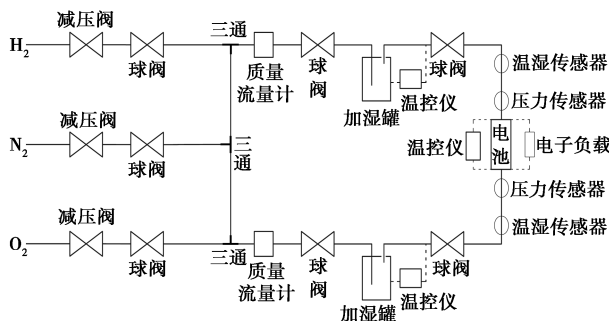 减压阀
三通
H2
球阀
质量
流量计
球
阀
加湿罐
温控仪
球阀
温湿传感器
压力传感器
减压阀
N2
球阀
三
通
温控仪
电
池
电子负载
压力传感器
温湿传感器
减压阀
O2
球阀
三通
质量
流量计
球
阀
加湿罐
温控仪
球阀